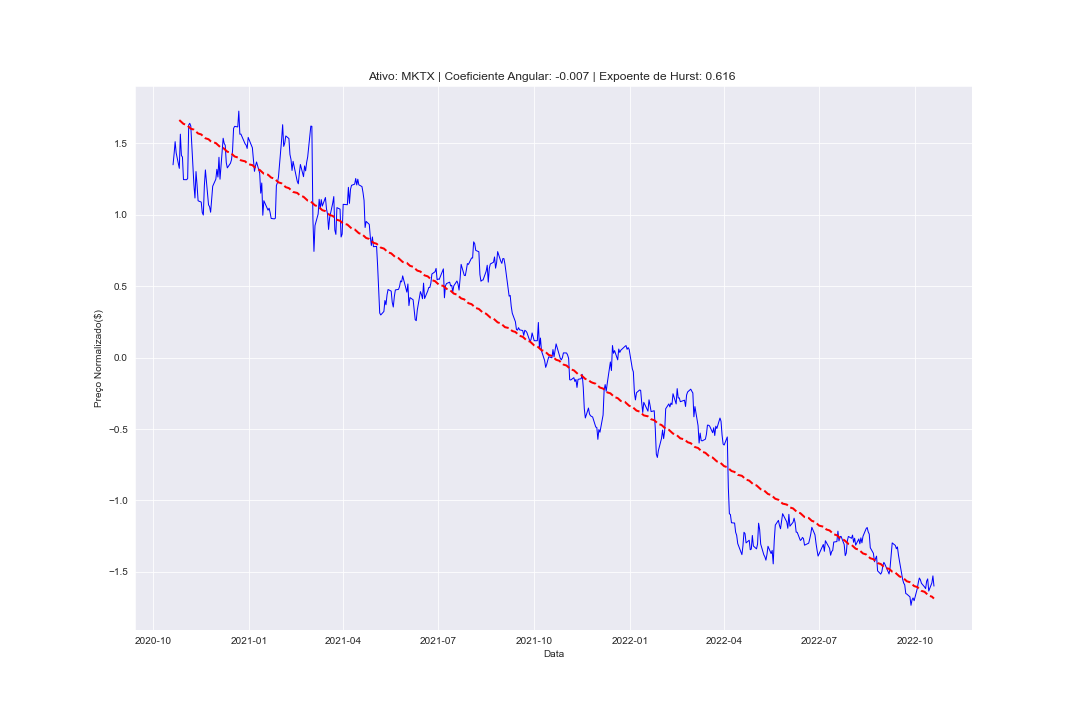 Ativo: MKTX | Coeficiente Angular: -0.007 | Expoente de Hurst: 0.616
Preço Normalizado($)
1.5
1.0
0.5
0.0
−0.5
−1.0
−1.5
2020-10 2021-01 2021-04 2021-07 2021-10 2022-01 2022-04 2022-07 2022-10
Data